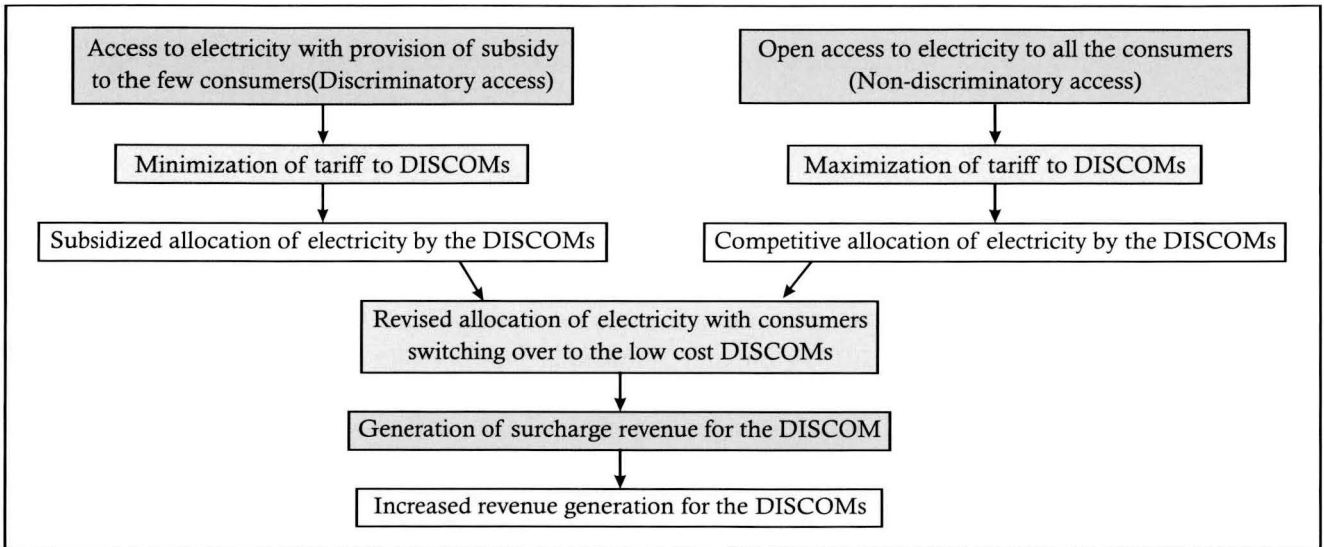 Access to electricity with provision of subsidy
to the few consumers(Discriminatory access)
Open access to electricity to all the consumers
(Non-discriminatory access)
Minimization of tariff to DISCOMs
Maximization of tariff to DISCOMs
Subsidized allocation of electricity by the DISCOMs
Competitive allocation of electricity by the DISCOMs
Revised allocation of electricity with consumers
switching over to the low cost DISCOMs
Generation of surcharge revenue for the DISCOM
Increased revenue generation for the DISCOMs